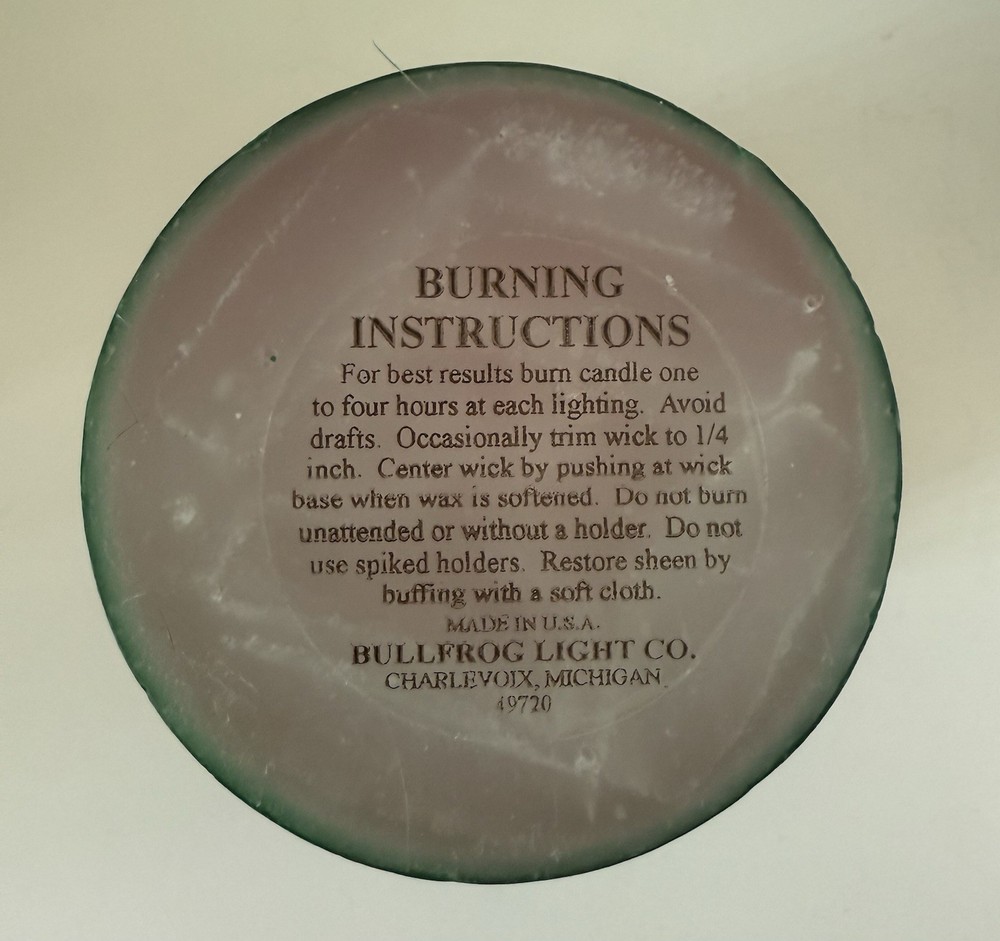 BURNING
INSTRUCTIONS
For best results burn candle one
to four hours at each lighting. Avoid
drafts. Occasionally trim wick to 1/4
inch. Center wick by pushing at wick
base when wax is softened. Do not burn
unattended or without a holder. Do not
use spiked holders. Restore sheen by
buffing with a soft cloth.
MADE IN U.S.A.
BULLFROG LIGHT CO.
CHARLEVOIX, MICHIGAN
49720